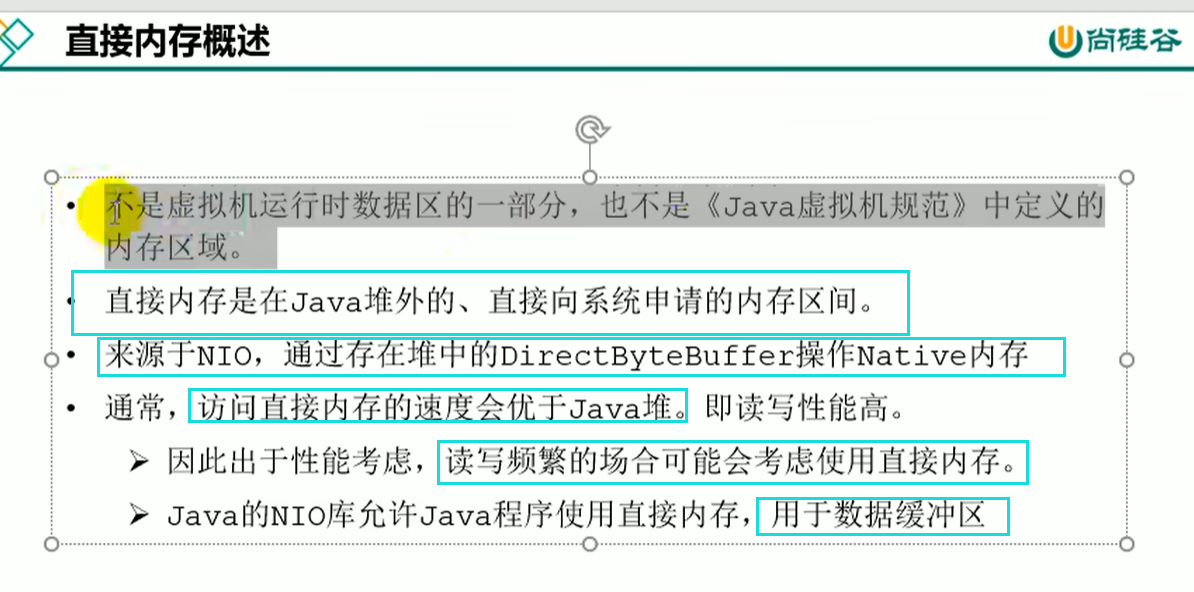 直接内存概述
尚硅谷
不是虚拟机运行时数据区的一部分，也不是《Java虚拟机规范》中定义的
内存区域。
直接内存是在Java堆外的、直接向系统申请的内存区间。
来源于NIO，通过存在堆中的DirectByteBuffer操作Native内存
通常，访问直接内存的速度会优于Java堆。即读写性能高。
因此出于性能考虑，读写频繁的场合可能会考虑使用直接内存。
Java的NIO库允许Java程序使用直接内存，用于数据缓冲区